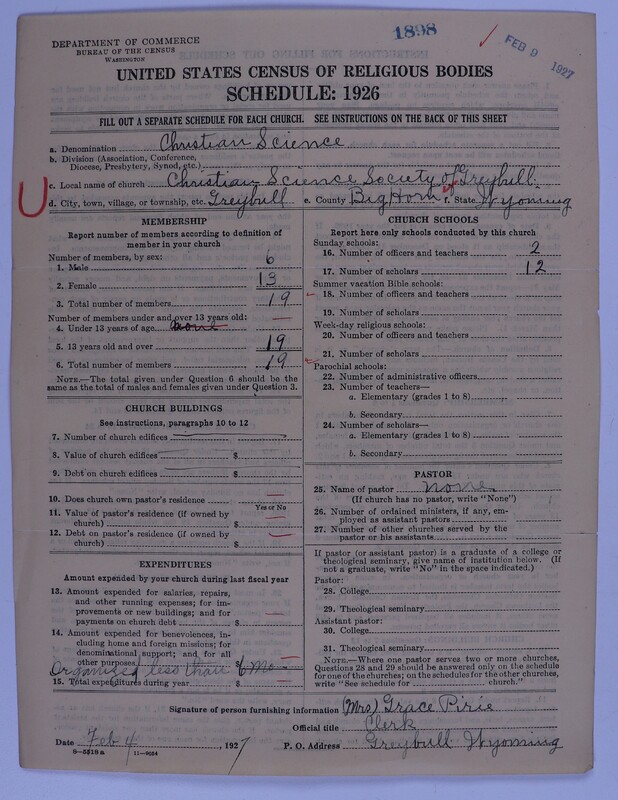 1898
FEB 9 1927
DEPARTMENT OF COMMERCE
BUREAU OF THE CENSUS
WASHINGTON
UNITED STATES CENSUS OF RELIGIOUS BODIES
SCHEDULE: 1926
FILL OUT A SEPARATE SCHEDULE FOR EACH CHURCH. SEE INSTRUCTIONS ON THE BACK OF THIS SHEET
a. Denomination Christian Science
b. Division (Association, Conference,
Diocese, Presbytery, Synod, etc.)
c. Local name of church Christian Science Society of Greybull.
d. City, town, village, or township, etc. Greybull e. County Big Horn f. State Wyoming
MEMBERSHIP
Report number of members according to definition of
member in your church
Number of members, by sex:
1. Male 6
2. Female 13
3. Total number of members 19
Number of members under and over 13 years old:
4. Under 13 years of age none
5. 13 years old and over 19
6. Total number of members 19
NOTE.—The total given under Question 6 should be the
same as the total of males and females given under Question 3.
CHURCH BUILDINGS
See instructions, paragraphs 10 to 12
7. Number of church edifices
8. Value of church edifices $
9. Debt on church edifices $
10. Does church own pastor's residence
Yes or No
11. Value of pastor's residence (if owned by
church) $
12. Debt on pastor's residence (if owned by
church) $
EXPENDITURES
Amount expended by your church during last fiscal year
13. Amount expended for salaries, repairs,
and other running expenses; for im-
provements or new buildings; and for
payments on church debt $
14. Amount expended for benevolences, in-
cluding home and foreign missions; for
denominational support; and for all
other purposes $
Organized less than 6 mo-
15. Total expenditures during year $
CHURCH SCHOOLS
Report here only schools conducted by this church
Sunday schools:
16. Number of officers and teachers 2
17. Number of scholars 12
Summer vacation Bible schools:
18. Number of officers and teachers
19. Number of scholars
Week-day religious schools:
20. Number of officers and teachers
21. Number of scholars
Parochial schools:
22. Number of administrative officers
23. Number of teachers—
a. Elementary (grades 1 to 8)
b. Secondary
24. Number of scholars—
a. Elementary (grades 1 to 8)
b. Secondary
PASTOR
25. Name of pastor none
(If church has no pastor, write "None")
26. Number of ordained ministers, if any, em-
ployed as assistant pastors
27. Number of other churches served by the
pastor or his assistants
If pastor (or assistant pastor) is a graduate of a college or
theological seminary, give name of institution below. (If
not a graduate, write "No" in the space indicated.)
Pastor:
28. College
29. Theological seminary
Assistant pastor:
30. College
31. Theological seminary
NOTE.—Where one pastor serves two or more churches,
Questions 28 and 29 should be answered only on the schedule
for one of the churches; on the schedules for the other churches,
write "See schedule for church."
Signature of person furnishing information (Mrs) Grace Pirie
Official title Clerk
Date Feb 4, 1927 P. O. Address Greybull Wyoming
11—9054